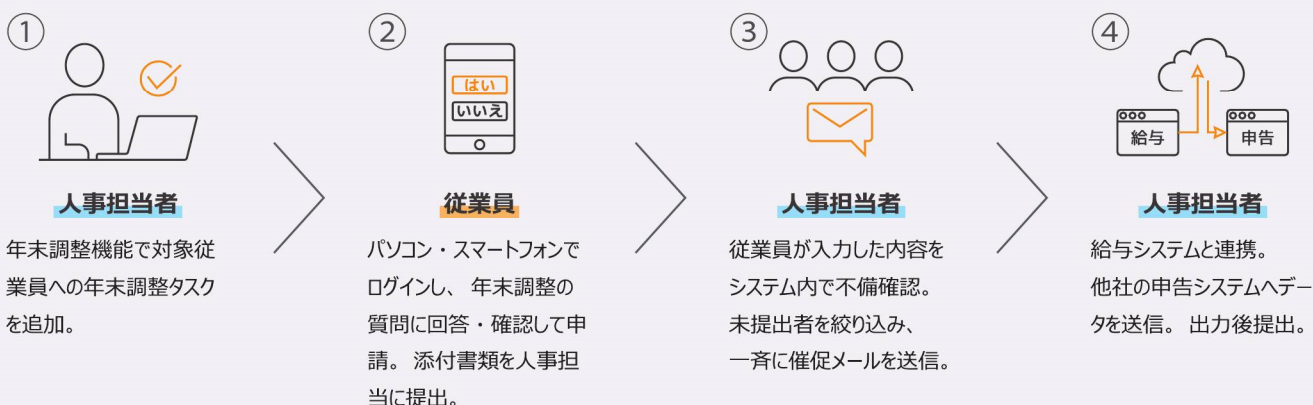 ①
はい
いいえ
人事担当者
年末調整機能で対象従
業員への年末調整タスク
を追加。
②
従業員
パソコン・スマートフォンで
ログインし、年末調整の
質問に回答・確認して申
請。添付書類を人事担
当に提出。
③
人事担当者
従業員が入力した内容を
システム内で不備確認。
未提出者を絞り込み、
一斉に催促メールを送信。
④
給与
申告
人事担当者
給与システムと連携。
他社の申告システムへデー
タを送信。出力後提出。